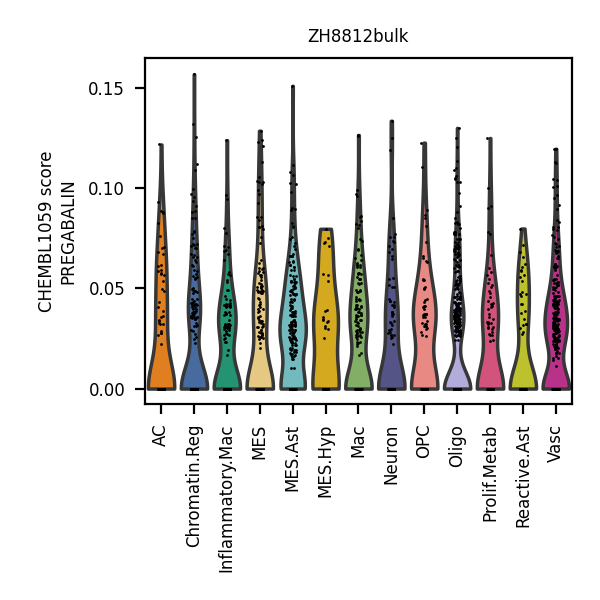 ZH8812bulk
CHEMBL1059 score
PREGABALIN
0.15
0.10
0.05
0.00
AC
Chromatin.Reg
Inflammatory.Mac
MES
MES.Ast
MES.Hyp
Mac
Neuron
OPC
Oligo
Prolif.Metab
Reactive.Ast
Vasc